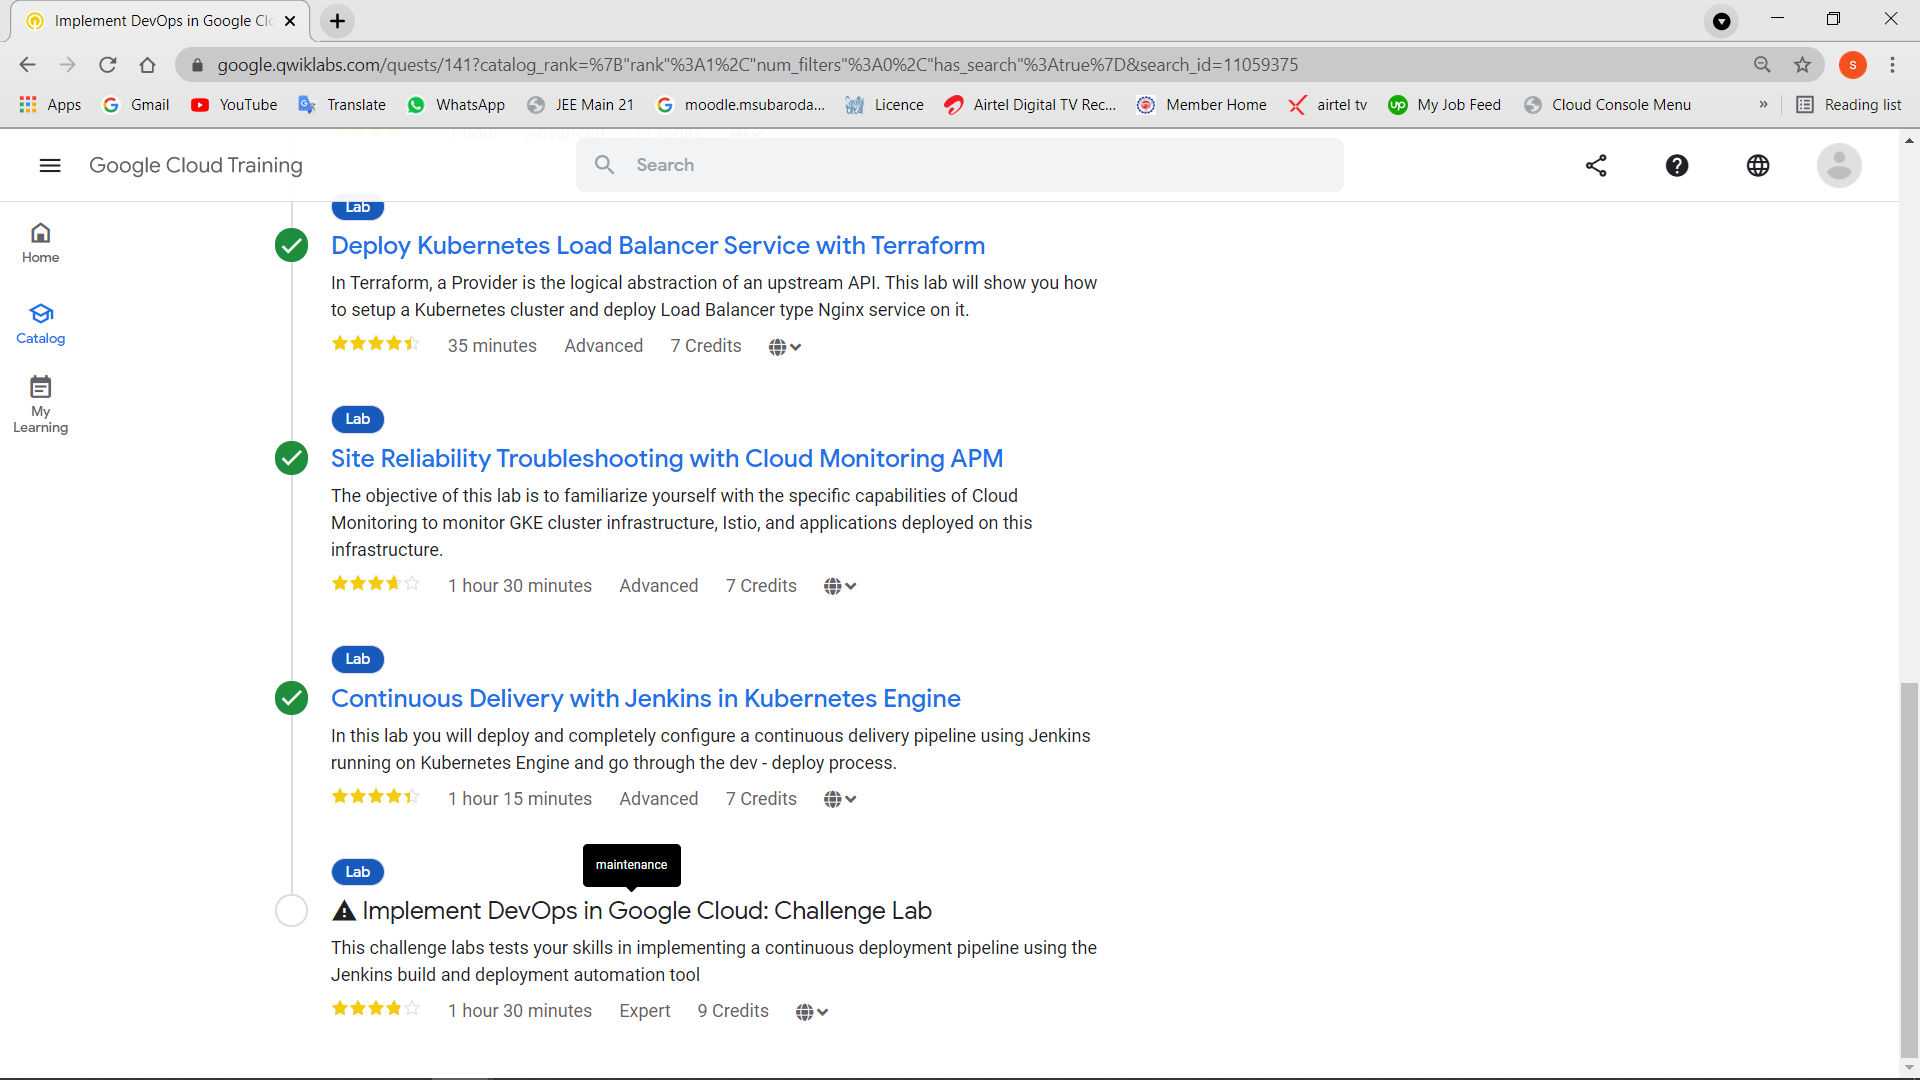 Implement DevOps in Google Clo
google.qwiklabs.com/quests/141?catalog_rank=%7B"rank"%3A1%2C"num_filters"%3A0%2C"has_search"%3Atrue%7D&search_id=11059375
s
Apps
Gmail
YouTube
Translate
WhatsApp
JEE Main 21
moodle.msubaroda...
Licence
Airtel Digital TV Rec...
Member Home
airtel tv
My Job Feed
Cloud Console Menu
»
Reading list
1 hour Advanced 7 Credits
Google Cloud Training
Search
Home
Catalog
My
Learning
Lab
Deploy Kubernetes Load Balancer Service with Terraform
In Terraform, a Provider is the logical abstraction of an upstream API. This lab will show you how
to setup a Kubernetes cluster and deploy Load Balancer type Nginx service on it.
35 minutes Advanced 7 Credits
Lab
Site Reliability Troubleshooting with Cloud Monitoring APM
The objective of this lab is to familiarize yourself with the specific capabilities of Cloud
Monitoring to monitor GKE cluster infrastructure, Istio, and applications deployed on this
infrastructure.
1 hour 30 minutes Advanced 7 Credits
Lab
Continuous Delivery with Jenkins in Kubernetes Engine
In this lab you will deploy and completely configure a continuous delivery pipeline using Jenkins
running on Kubernetes Engine and go through the dev - deploy process.
1 hour 15 minutes Advanced 7 Credits
maintenance
Lab
Implement DevOps in Google Cloud: Challenge Lab
This challenge labs tests your skills in implementing a continuous deployment pipeline using the
Jenkins build and deployment automation tool
1 hour 30 minutes Expert 9 Credits